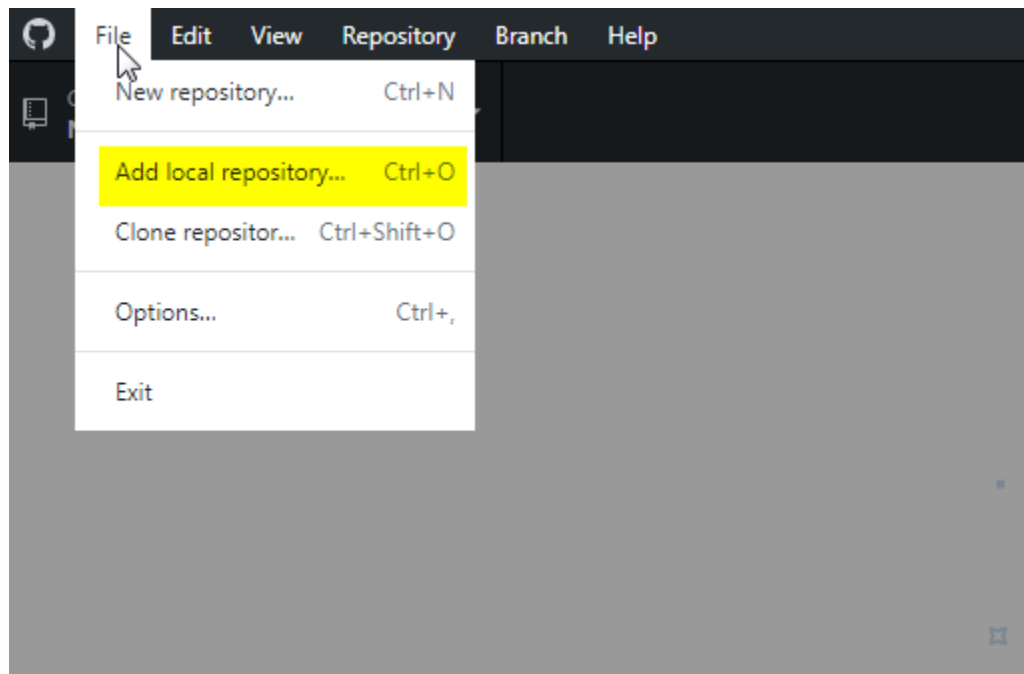 File Edit View Repository Branch Help
New repository... Ctrl+N
Add local repository... Ctrl+O
Clone repositor... Ctrl+Shift+O
Options... Ctrl+,
Exit